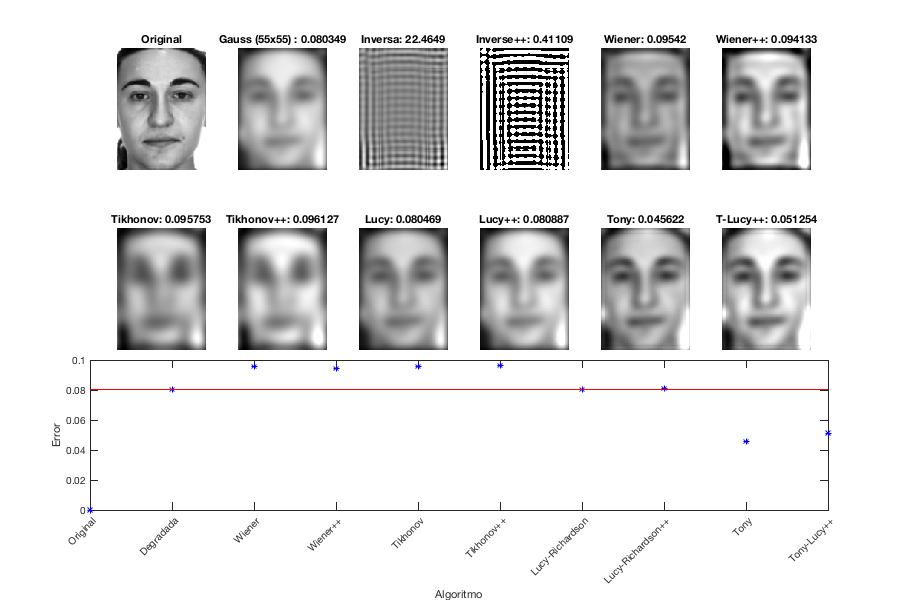 Original Gauss (55x55) : 0.080349 Inversa: 22.4649 Inverse++: 0.41109 Wiener: 0.09542 Wiener++: 0.094133
Tikhonov: 0.095753 Tikhonov++: 0.096127 Lucy: 0.080469 Lucy++: 0.080887 Tony: 0.045622 T-Lucy++: 0.051254
0.1
0.08
0.06
0.04
0.02
0
Error
Original Degradada Wiener Wiener++ Tikhonov Tikhonov++ Lucy-Richardson Lucy-Richardson++ Tony Tony-Lucy++
Algoritmo